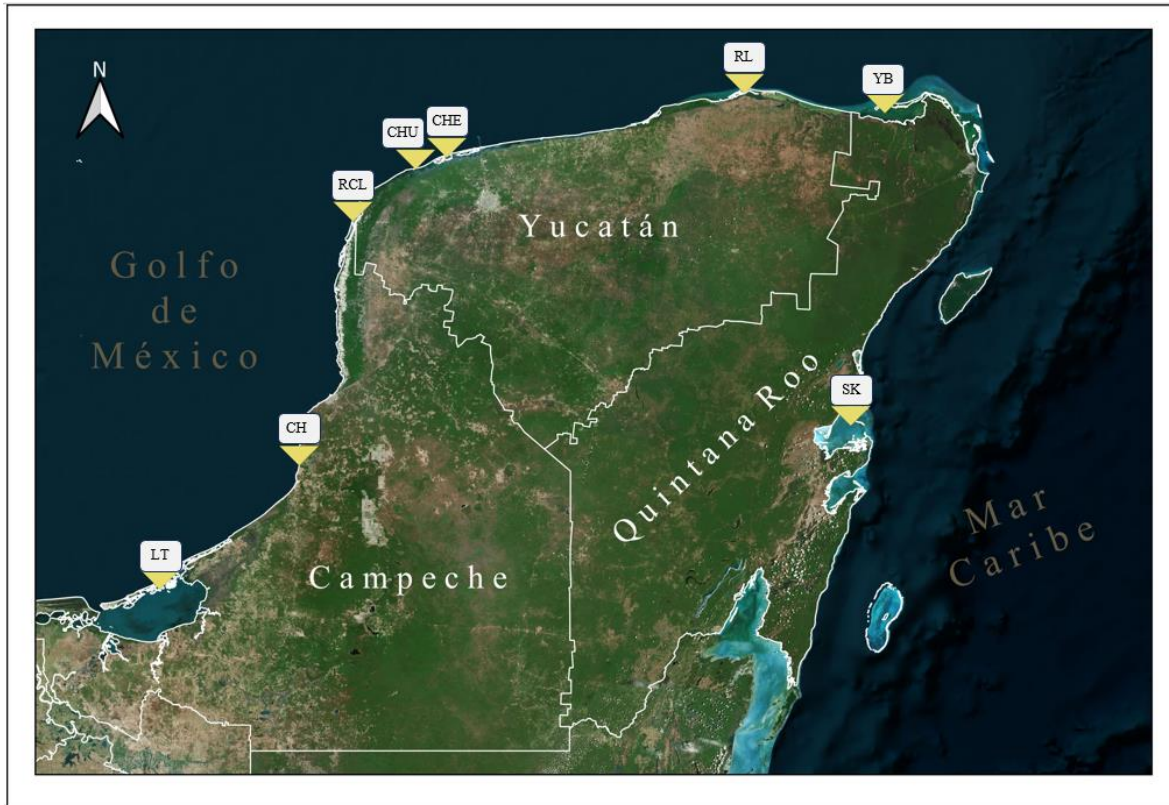 N
RL
YB
CHE
CHU
RCL
Yucatán
Golfo
de
México
Quintana Roo
SK
CH
Mar
Caribe
LT
Campeche